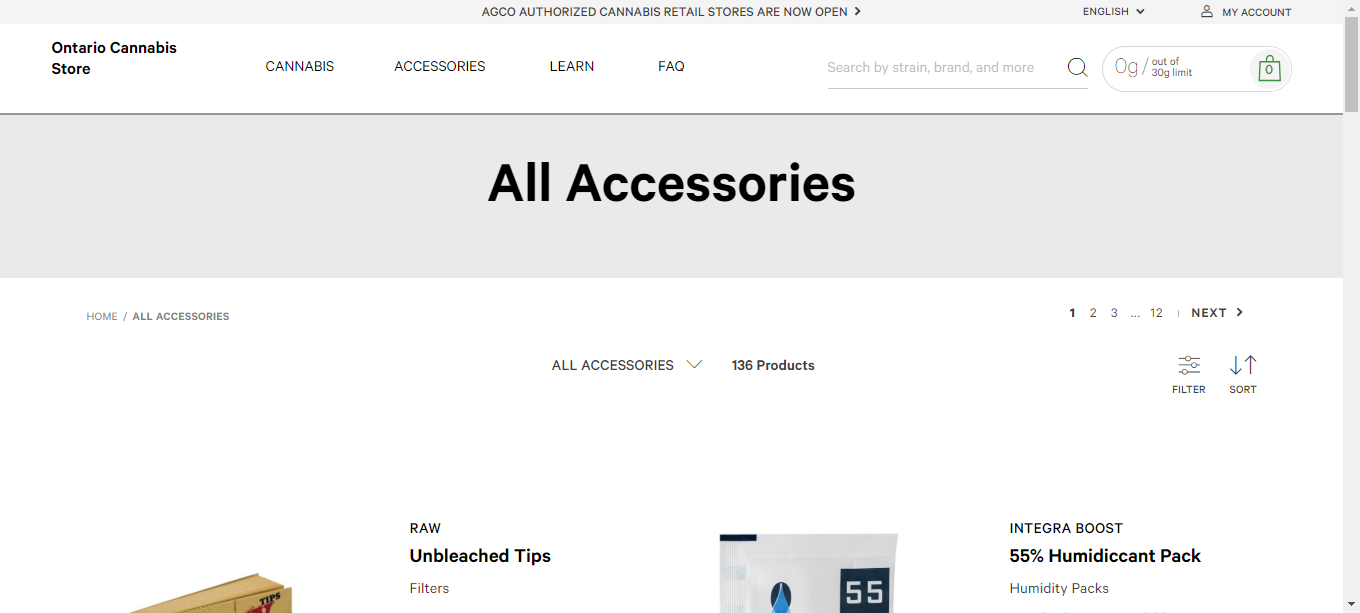 AGCO AUTHORIZED CANNABIS RETAIL STORES ARE NOW OPEN
ENGLISH
MY ACCOUNT
Ontario Cannabis
Store
CANNABIS
ACCESSORIES
LEARN
FAQ
Search by strain, brand, and more
0g / out of
30g limit
0
All Accessories
HOME / ALL ACCESSORIES
1 2 3 ... 12 | NEXT
ALL ACCESSORIES
136 Products
FILTER
SORT
RAW
Unbleached Tips
Filters
TIPS
55
INTEGRA BOOST
55% Humidiccant Pack
Humidity Packs